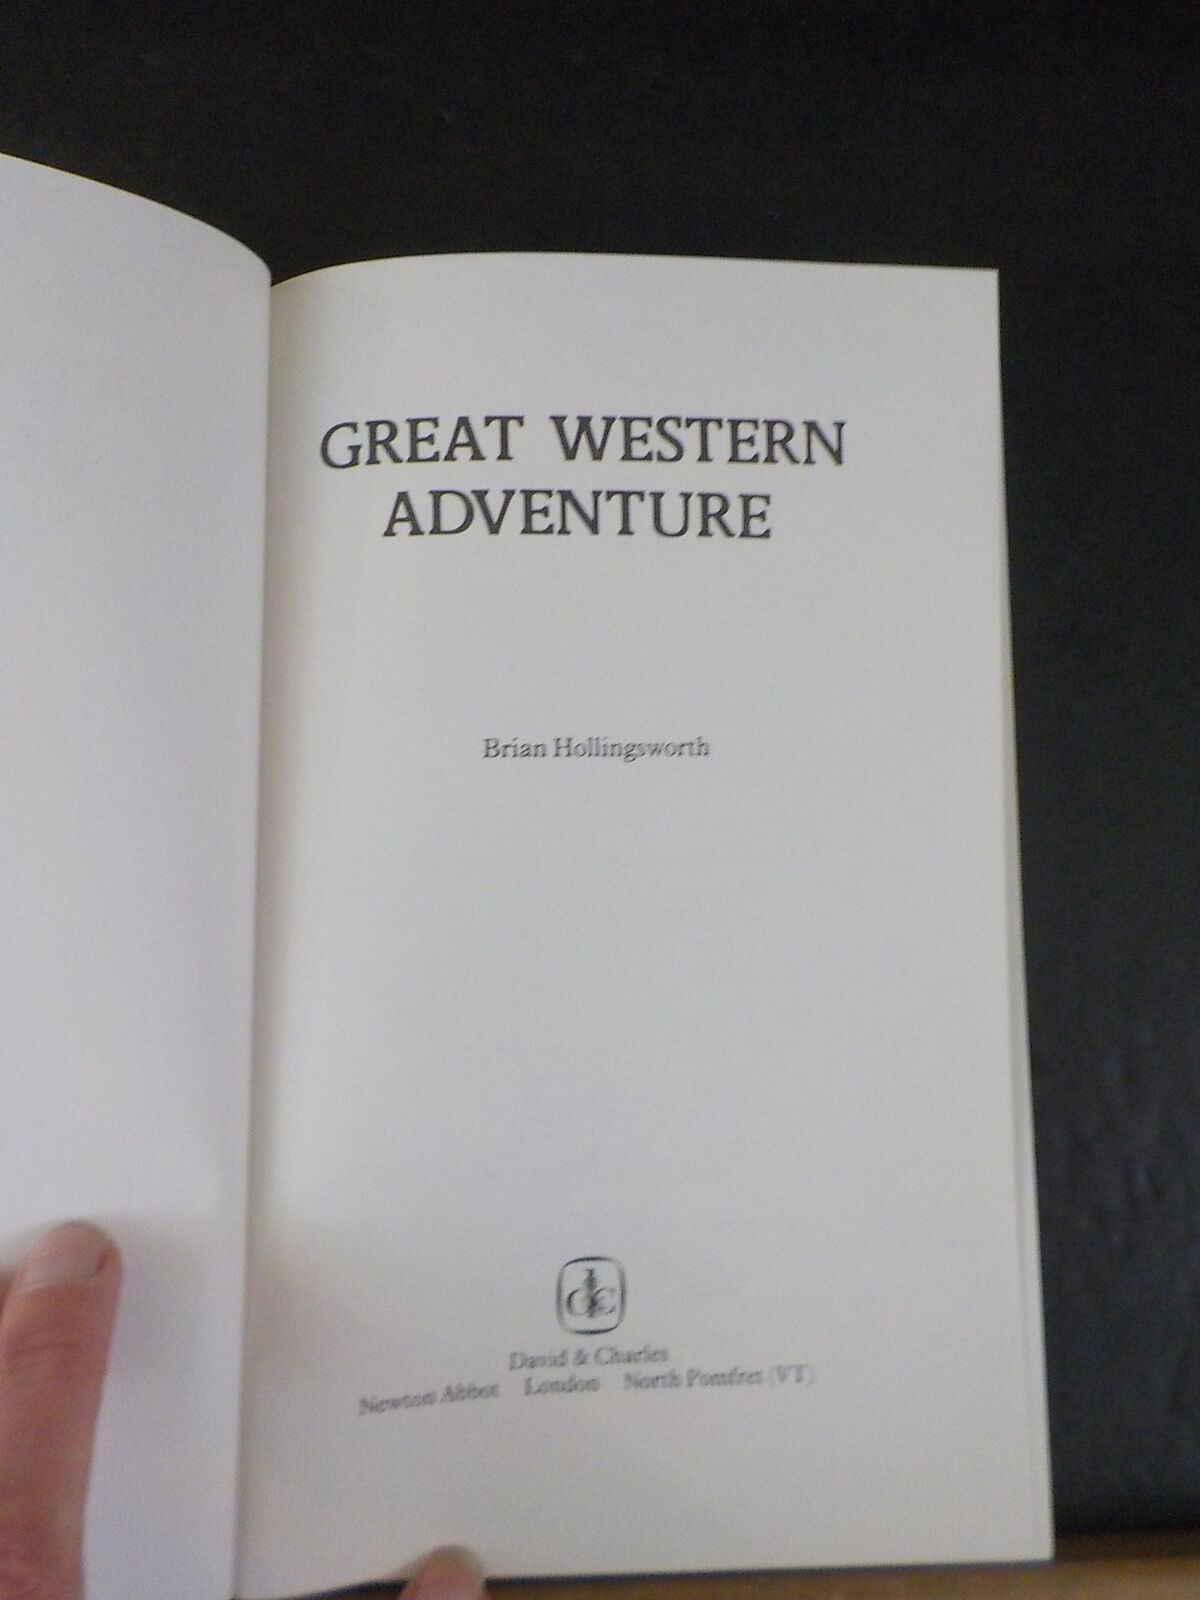 GREAT WESTERN
ADVENTURE
Brian Hollingsworth
David & Charles
Newton Abbot London North Pomfret (VT)